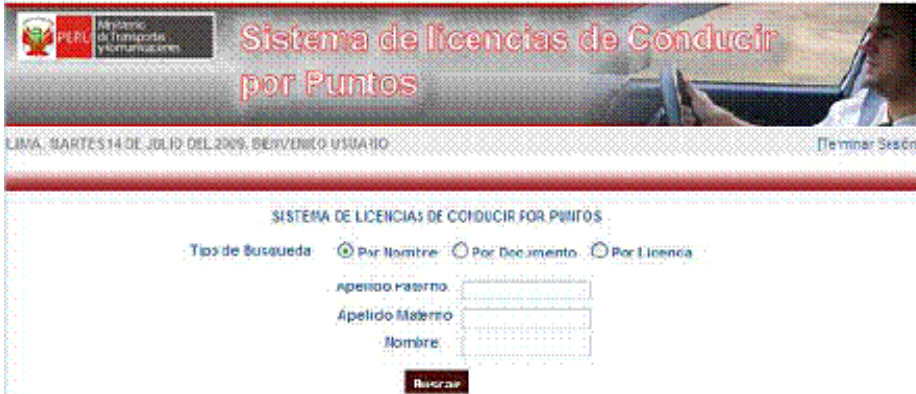 PERÚ
Ministerio
de Transportes
y Comunicaciones
Sistema de licencias de Conducir
por Puntos
LIMA, MARTES 14 DE JULIO DEL 2009. BIENVENIDO USUARIO
[Terminar Sesión
SISTEMA DE LICENCIAS DE CONDUCIR POR PUNTOS
Tipo de Busqueda Por Nombre Por Documento Por Licencia
Apellido Paterno
Apellido Materno
Nombre
Buscar